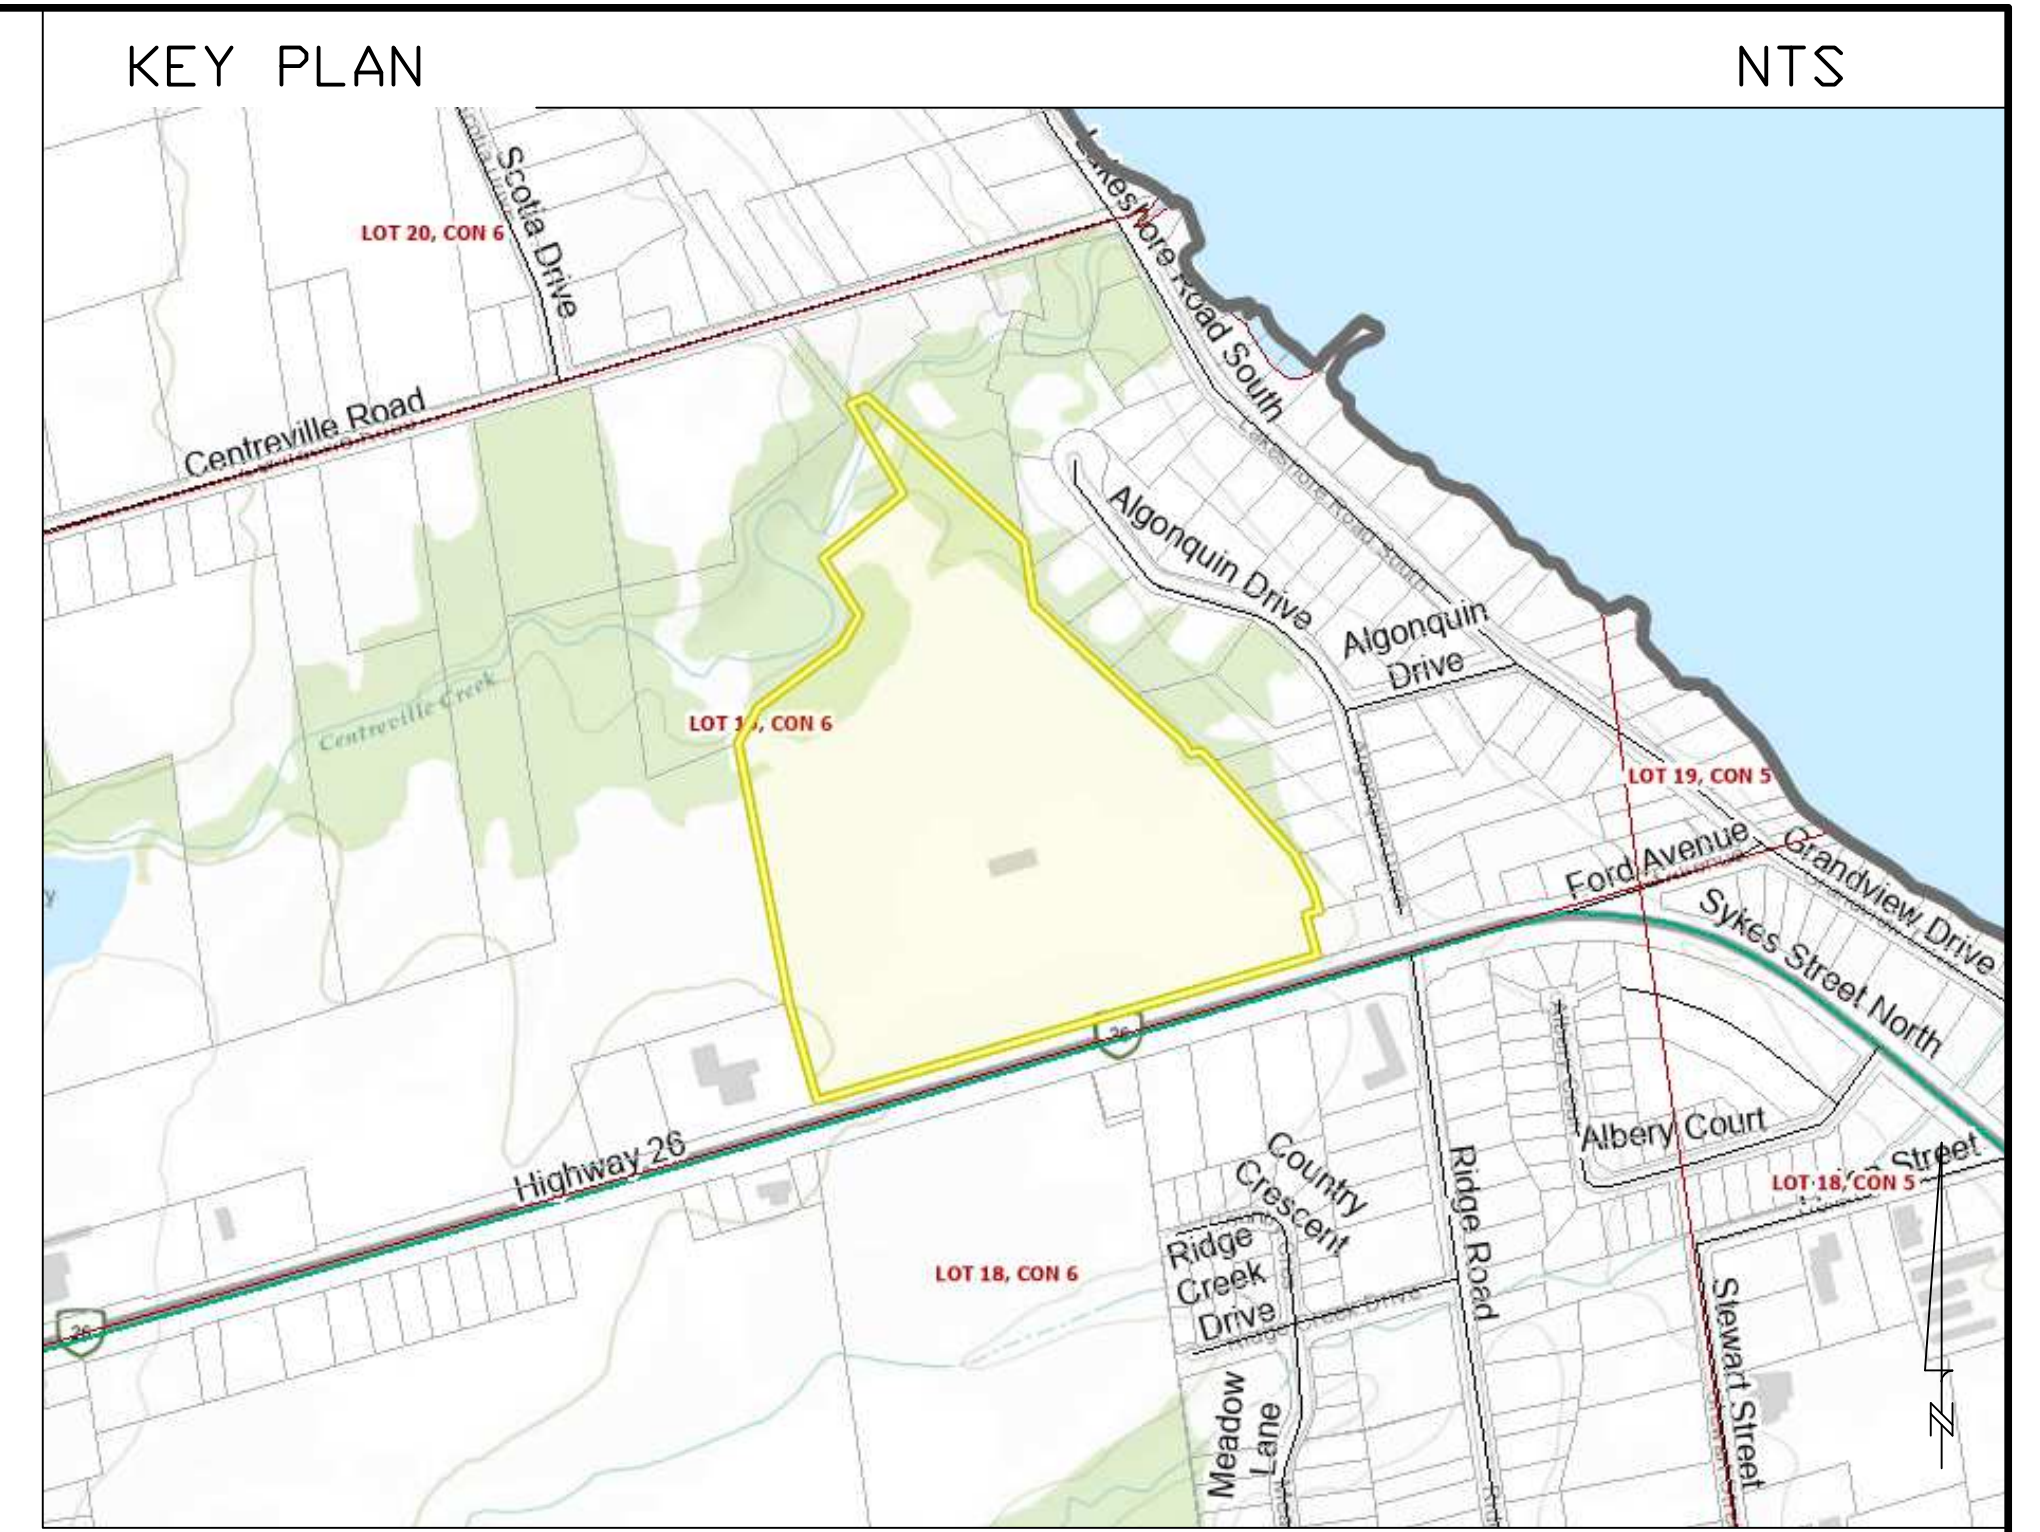 KEY PLAN NTS
Scotia Drive
LOT 20, CON 6
Lakeshore Road South
Lakeshore Road South
Centreville Road
Algonquin Drive
Algonquin
Drive
Centreville Creek
CON 6
LOT 19, CON 5
Ford Avenue
Grandview Drive
Sykes Street North
26
Highway 26
Albery Court
Street
LOT 18, CON 5
Country
Crescent
Ridge Road
Ridge
Creek
Drive
LOT 18, CON 6
26
Stewart Street
Meadow
Lane